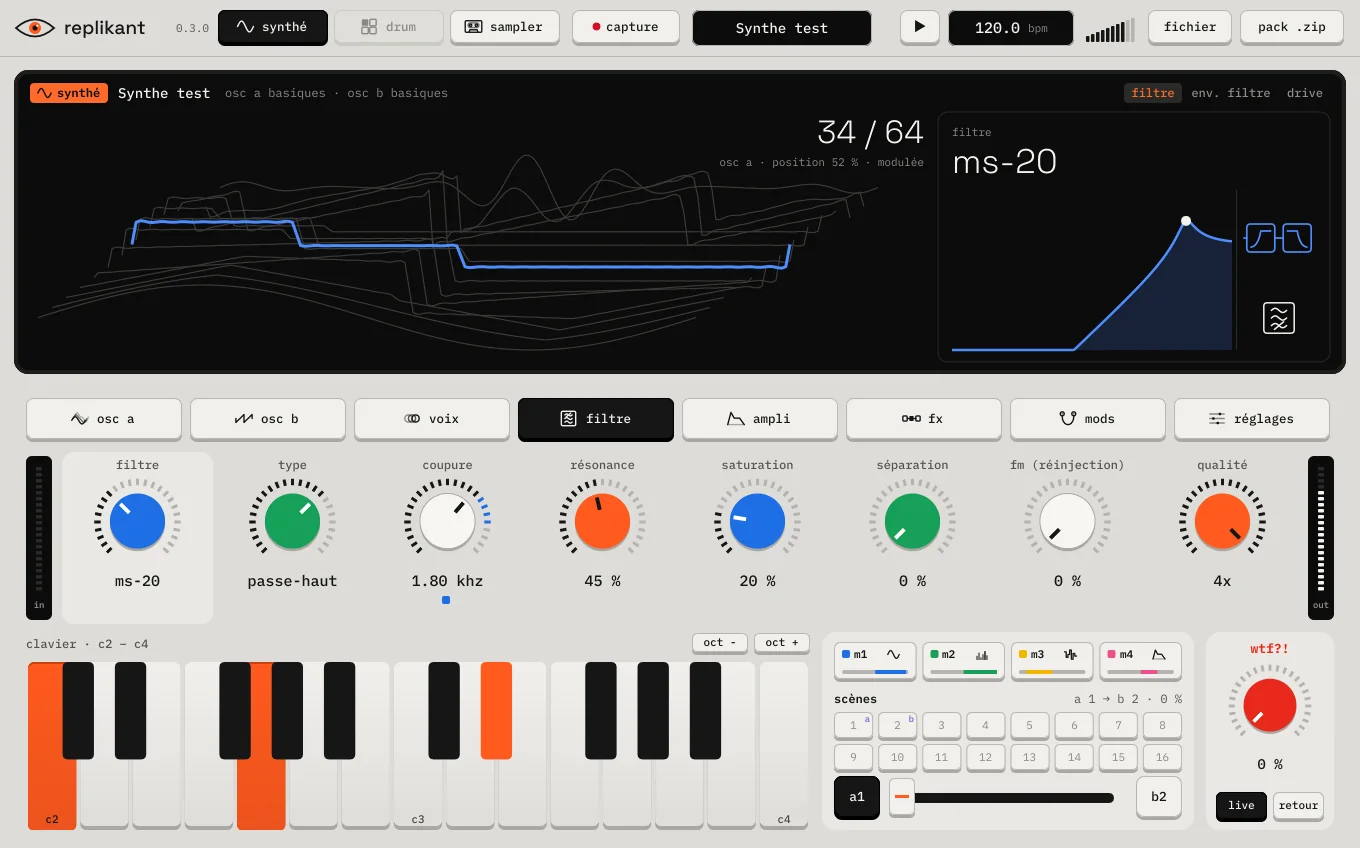 replikant 0.3.0 synthé drum sampler capture Synthe test 120.0 bpm fichier pack .zip
synthé Synthe test osc a basiques · osc b basiques
filtre env. filtre drive
34 / 64
osc a · position 52 % · modulée
filtre
ms-20
osc a osc b voix filtre ampli fx mods réglages
filtre type coupure résonance saturation séparation fm (réinjection) qualité
ms-20 passe-haut 1.80 khz 45 % 20 % 0 % 0 % 4x
in out
clavier · c2 – c4 oct - oct +
c2 c3 c4
m1 m2 m3 m4
scènes a 1 → b 2 · 0 %
1 a 2 b 3 4 5 6 7 8
9 10 11 12 13 14 15 16
a1 b2
wtf?!
0 %
live retour